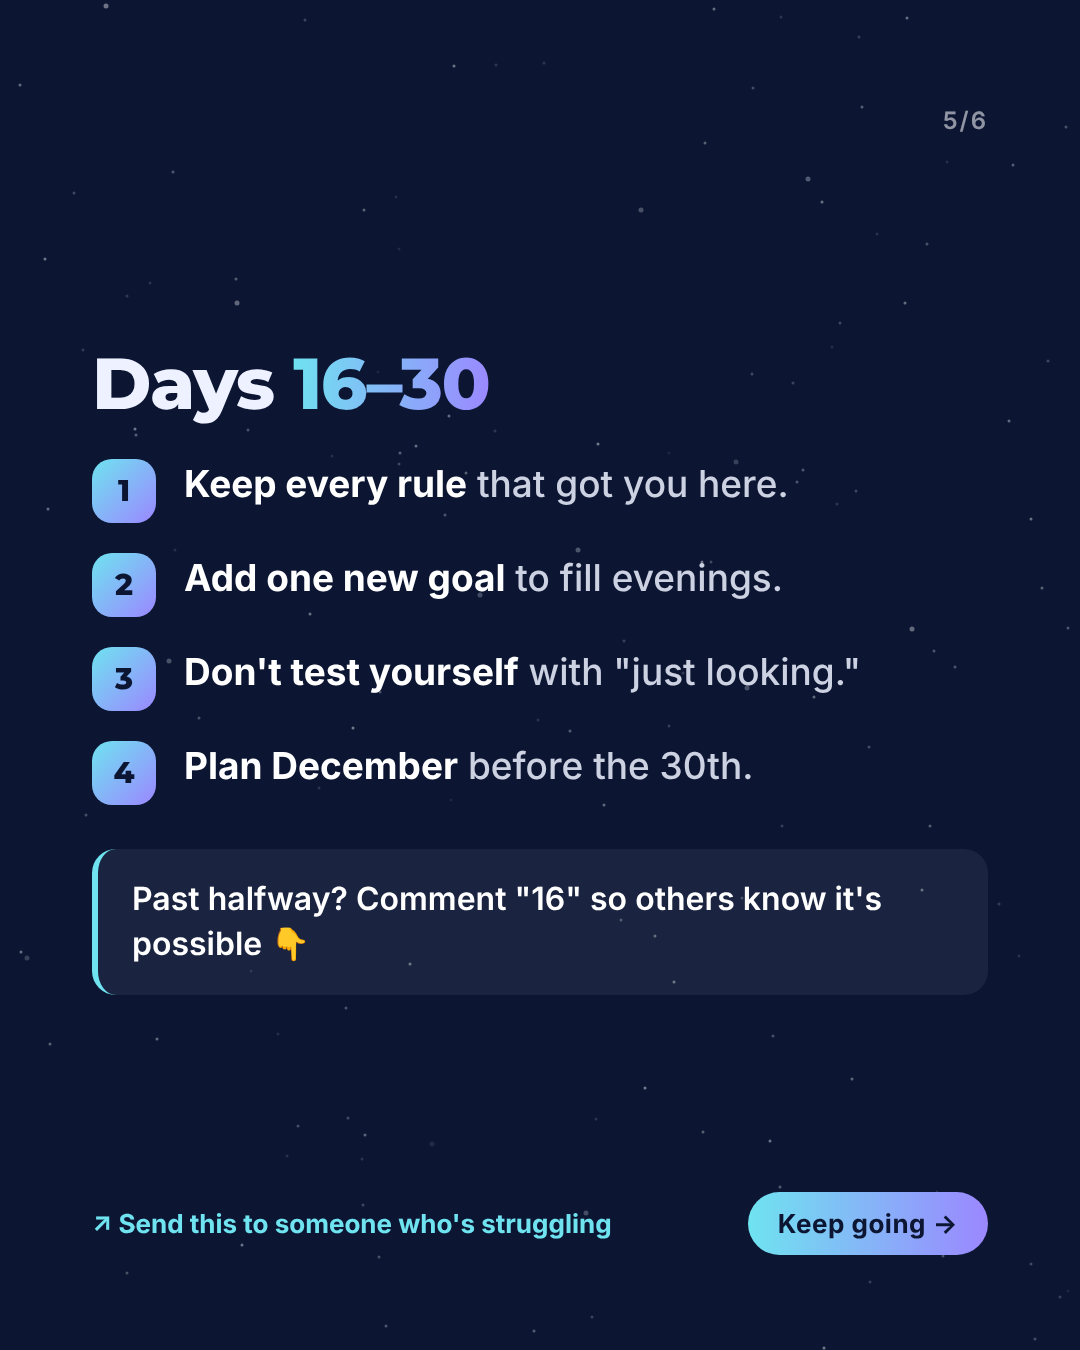 5/6
Days 16–30
1 Keep every rule that got you here.
2 Add one new goal to fill evenings.
3 Don't test yourself with "just looking."
4 Plan December before the 30th.
Past halfway? Comment "16" so others know it's
possible 👇
↗ Send this to someone who's struggling
Keep going →